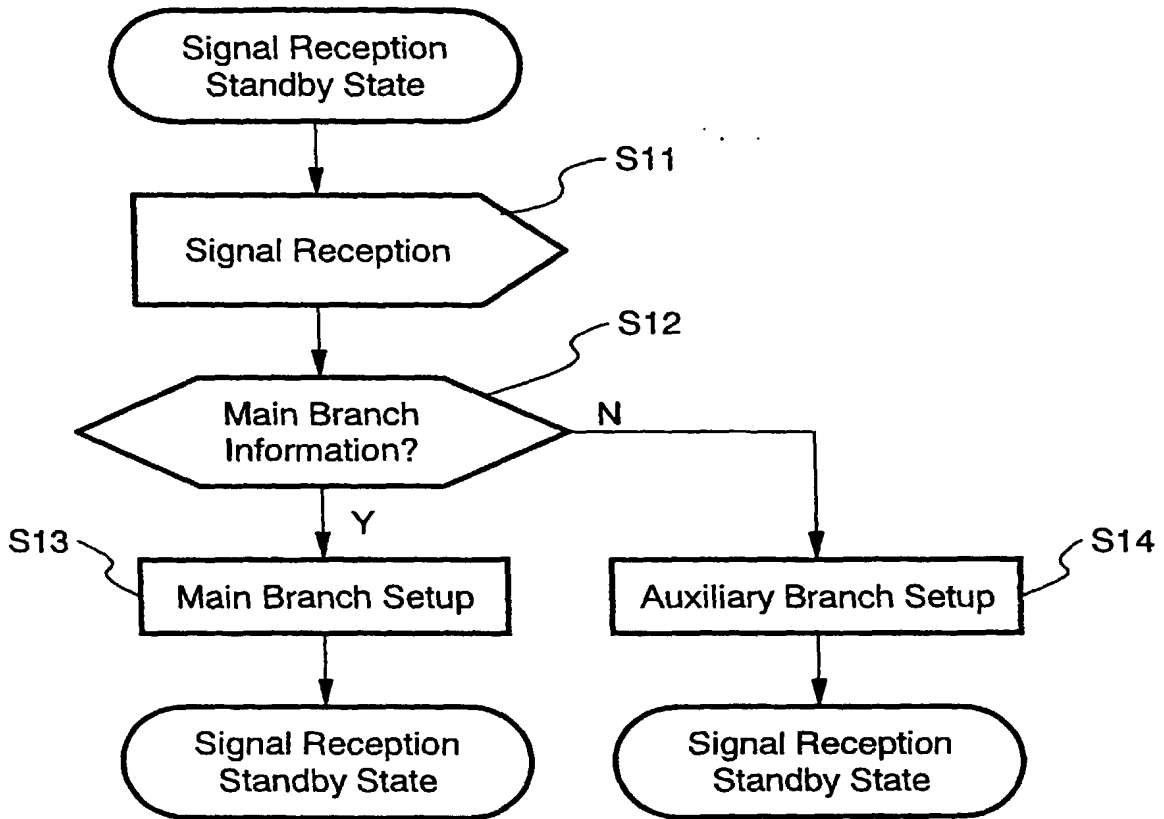 Signal Reception
Standby State
S11
Signal Reception
S12
Main Branch
Information?
N
Y
S13
Main Branch Setup
S14
Auxiliary Branch Setup
Signal Reception
Standby State
Signal Reception
Standby State